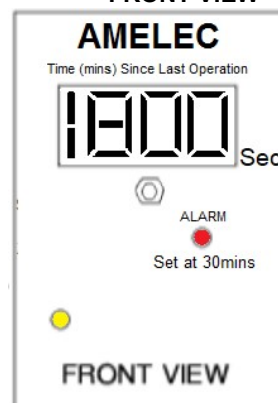 FRONT VIEW
AMELEC
Time (mins) Since Last Operation
1800
Sec
ALARM
Set at 30mins
FRONT VIEW